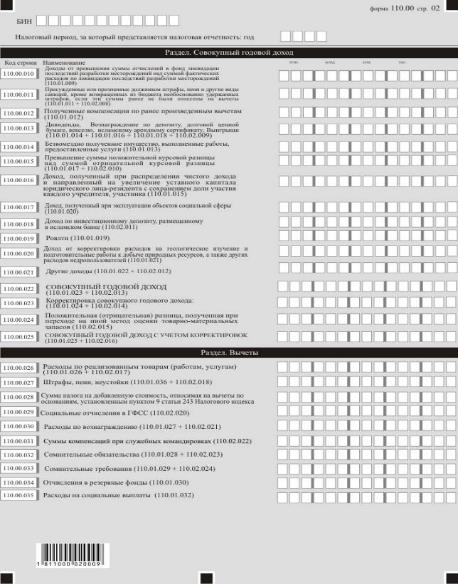 форма 110.00 стр. 02
БИН
Налоговый период, за который представляется налоговая отчетность: год
Раздел. Совокупный годовой доход
Код строки Наименование
110.00.010 Доходы от превышения суммы отчислений в фонд ликвидации
последствий разработки месторождений над суммой фактических
расходов по ликвидации последствий разработки месторождений
(110.01.009)
110.00.011 Присужденные или признанные должником штрафы, пени и другие виды
санкций, кроме возвращенных из бюджета необоснованно удержанных
штрафов, если эти суммы ранее не были отнесены на вычеты
(110.01.011 + 110.02.008)
110.00.012 Полученные компенсации по ранее произведенным вычетам
(110.01.012)
110.00.013 Дивиденды. Вознаграждение по депозиту, долговой ценной
бумаге, векселю, исламскому арендному сертификату. Выигрыши
(110.01.014 + 110.01.016 + 110.01.018 + 110.02.009)
110.00.014 Безвозмездно полученное имущество, выполненные работы,
предоставленные услуги (110.01.013)
110.00.015 Превышение суммы положительной курсовой разницы
над суммой отрицательной курсовой разницы
(110.01.017 + 110.02.010)
110.00.016 Доход, полученный при распределении чистого дохода
и направленный на увеличение уставного капитала
юридического лица-резидента с сохранением доли участия
каждого учредителя, участника (110.01.015)
110.00.017 Доход, полученный при эксплуатации объектов социальной сферы
(110.01.020)
110.00.018 Доход по инвестиционному депозиту, размещенному
в исламском банке (110.02.011)
110.00.019 Роялти (110.01.019)
110.00.020 Доход от корректировки расходов на геологическое изучение и
подготовительные работы к добыче природных ресурсов, а также других
расходов недропользователей (110.01.021)
110.00.021 Другие доходы (110.01.022 + 110.02.012)
110.00.022 СОВОКУПНЫЙ ГОДОВОЙ ДОХОД
(110.01.023 + 110.02.013)
110.00.023 Корректировка совокупного годового дохода:
(110.01.024 + 110.02.014)
110.00.024 Положительная (отрицательная) разница, полученная при
переходе на иной метод оценки товарно-материальных
запасов (110.02.015)
110.00.025 СОВОКУПНЫЙ ГОДОВОЙ ДОХОД С УЧЕТОМ КОРРЕКТИРОВОК
(110.01.025 + 110.02.016)
Раздел. Вычеты
110.00.026 Расходы по реализованным товарам (работам, услугам)
(110.01.026 + 110.02.017)
110.00.027 Штрафы, пени, неустойки (110.01.036 + 110.02.018)
110.00.028 Сумма налога на добавленную стоимость, относимая на вычеты по
основаниям, установленным пунктом 9 статьи 243 Налогового кодекса
110.00.029 Социальные отчисления в ГФСС (110.02.020)
110.00.030 Расходы по вознаграждению (110.01.027 + 110.02.021)
110.00.031 Суммы компенсаций при служебных командировках (110.02.022)
110.00.032 Сомнительные обязательства (110.01.028 + 110.02.023)
110.00.033 Сомнительные требования (110.01.029 + 110.02.024)
110.00.034 Отчисления в резервные фонды (110.01.030)
110.00.035 Расходы на социальные выплаты (110.01.032)
1811000020009